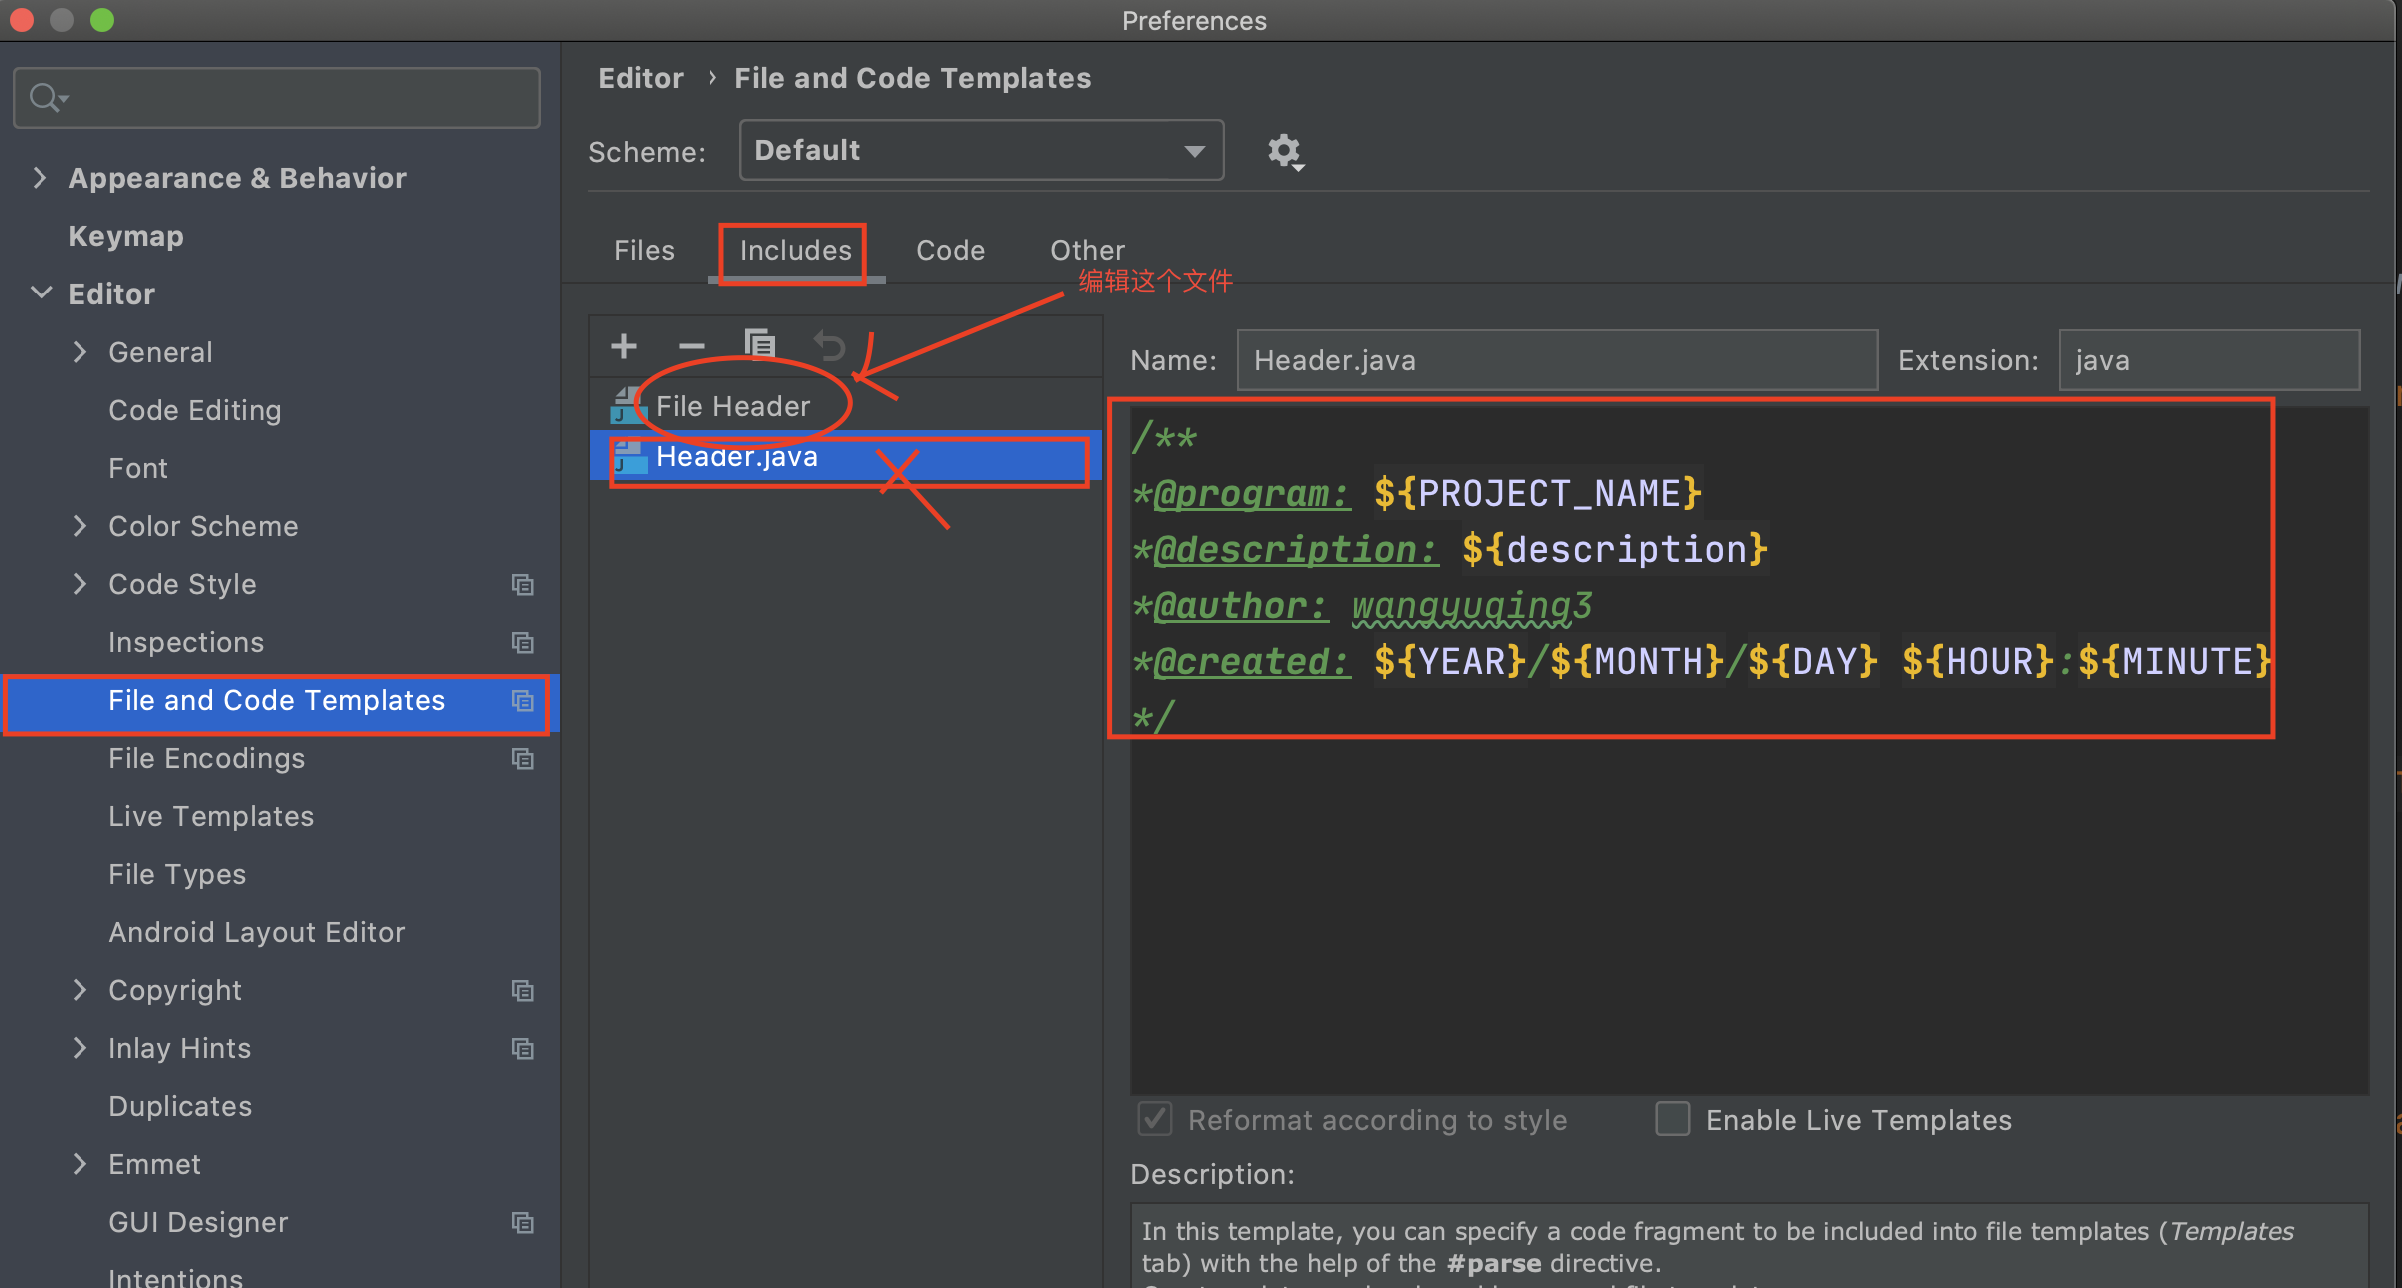 Preferences
Editor › File and Code Templates
Scheme: Default
Appearance & Behavior
Keymap
Editor
General
Code Editing
Font
Color Scheme
Code Style
Inspections
File and Code Templates
File Encodings
Live Templates
File Types
Android Layout Editor
Copyright
Inlay Hints
Duplicates
Emmet
GUI Designer
Intentions
Files Includes Code Other
编辑这个文件
File Header
Header.java
Name: Header.java Extension: java
/**
*@program: ${PROJECT_NAME}
*@description: ${description}
*@author: wangyuqing3
*@created: ${YEAR}/${MONTH}/${DAY} ${HOUR}:${MINUTE}
*/
Reformat according to style Enable Live Templates
Description:
In this template, you can specify a code fragment to be included into file templates (Templates
tab) with the help of the #parse directive.